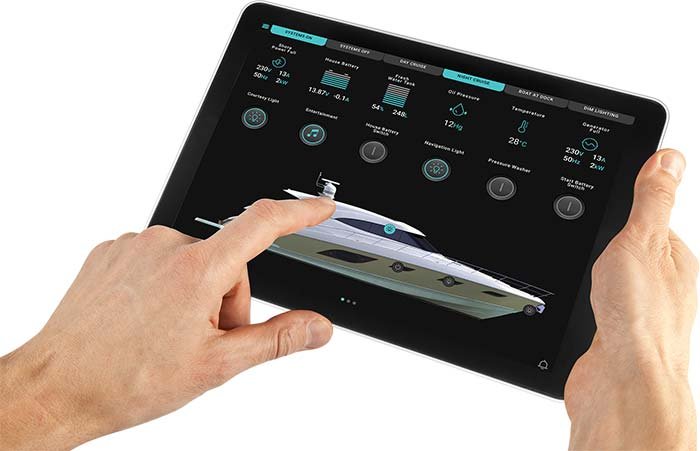 SYSTEMS ON
SYSTEMS OFF
DAY CRUISE
NIGHT CRUISE
BOAT AT DOCK
DIM LIGHTING
Shore
Power Fail
230V 13A
50Hz 2kW
House Battery
13.87V -0.1A
Fresh
Water Tank
54% 248L
Oil Pressure
12Hg
Temperature
28°C
Generator
230V 13A
50Hz 2kW
Courtesy Light
Entertainment
House Battery
Switch
Navigation Light
Pressure Washer
Start Battery
Switch